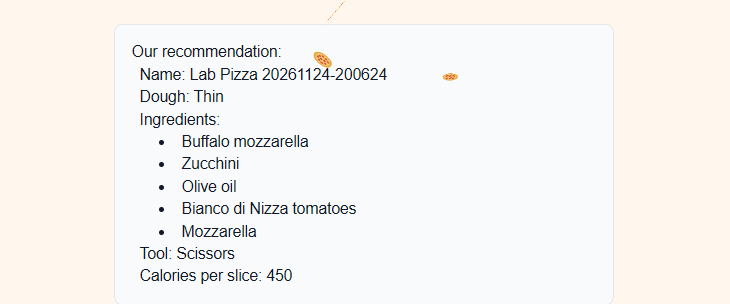 Our recommendation:
Name: Lab Pizza 20261124-200624
Dough: Thin
Ingredients:
• Buffalo mozzarella
• Zucchini
• Olive oil
• Bianco di Nizza tomatoes
• Mozzarella
Tool: Scissors
Calories per slice: 450